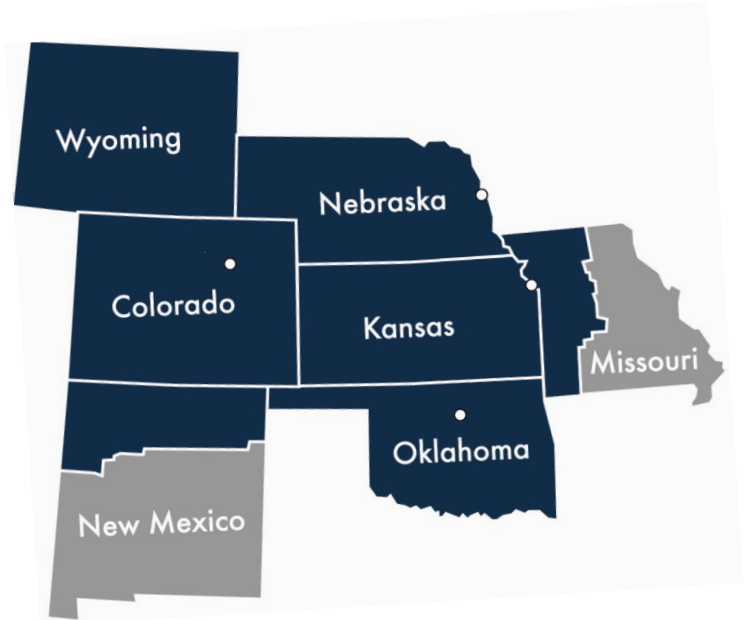 Wyoming
Nebraska
Colorado
Kansas
Missouri
Oklahoma
New Mexico